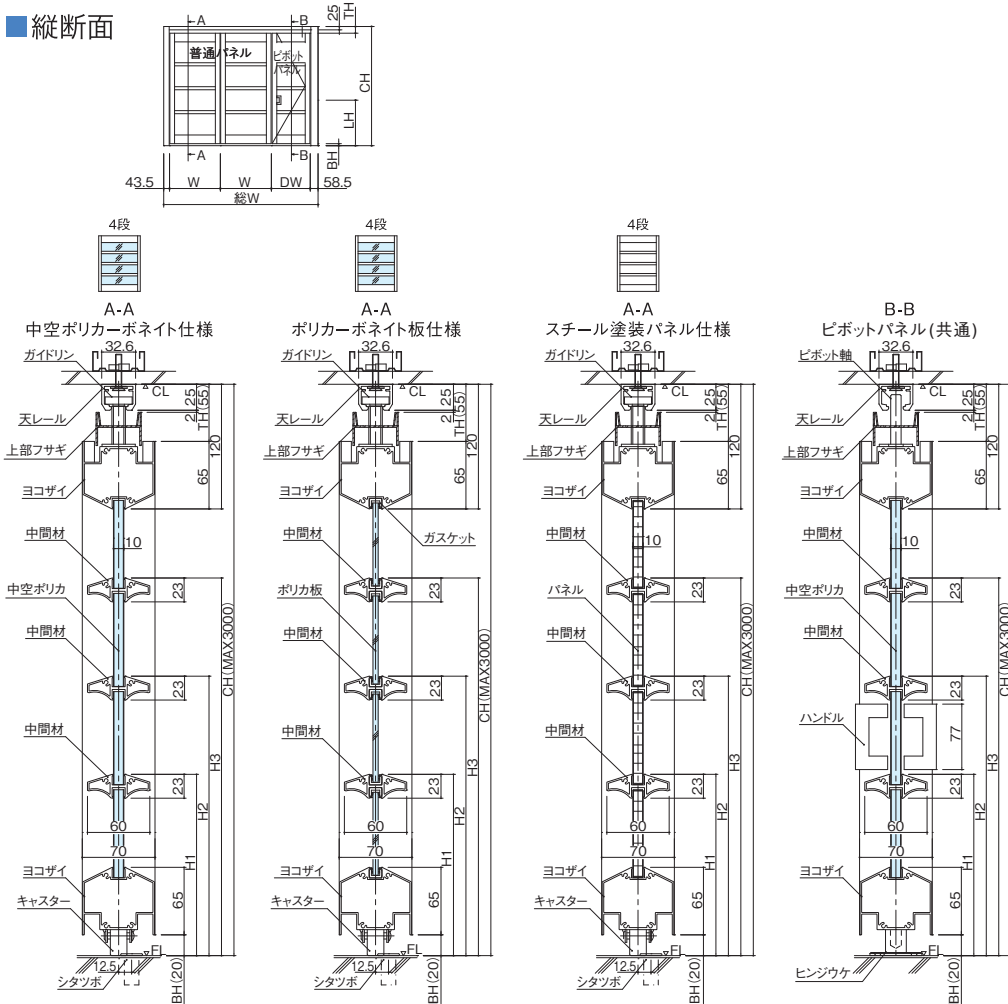 ■縦断面
A
B
25
TH
普通パネル
ピボット
パネル
CH
LH
BH
A
B
43.5
W
W
DW
58.5
総W
4段
4段
4段
A-A
中空ポリカーボネイト仕様
32.6
ガイドリン
CL
天レール
2
25
TH(55)
120
上部フサギ
65
ヨコザイ
中間材
10
中空ポリカ
23
中間材
23
中間材
23
60
70
H1
H2
H3
CH(MAX3000)
ヨコザイ
65
キャスター
FL
12.5
シタツボ
BH(20)
A-A
ポリカーボネイト板仕様
32.6
ガイドリン
CL
天レール
2
25
TH(55)
120
上部フサギ
65
ヨコザイ
ガスケット
中間材
ポリカ板
23
中間材
23
中間材
23
60
70
H1
H2
H3
CH(MAX3000)
ヨコザイ
65
キャスター
FL
12.5
シタツボ
BH(20)
A-A
スチール塗装パネル仕様
32.6
ガイドリン
CL
天レール
2
25
TH(55)
120
上部フサギ
65
ヨコザイ
中間材
10
パネル
23
中間材
23
中間材
23
60
70
H1
H2
H3
CH(MAX3000)
ヨコザイ
65
キャスター
FL
12.5
シタツボ
BH(20)
B-B
ピボットパネル(共通)
32.6
ピボット軸
CL
天レール
2
25
TH(55)
120
上部フサギ
65
ヨコザイ
中間材
10
中空ポリカ
23
中間材
23
ハンドル
77
23
60
70
H1
H2
H3
CH(MAX3000)
ヨコザイ
65
FL
ヒンジウケ
BH(20)